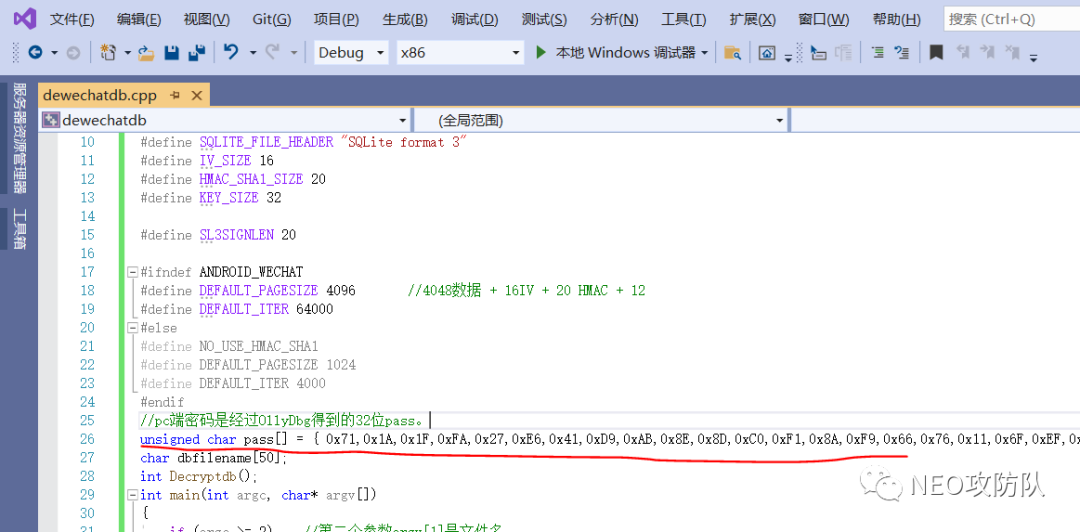 文件(F) 编辑(E) 视图(V) Git(G) 项目(P) 生成(B) 调试(D) 测试(S) 分析(N) 工具(T) 扩展(X) 窗口(W) 帮助(H) 搜索 (Ctrl+Q)
Debug x86 本地 Windows 调试器
服务器资源管理器
工具箱
dewechatdb.cpp
dewechatdb (全局范围)
10 #define SQLITE_FILE_HEADER "SQLite format 3"
11 #define IV_SIZE 16
12 #define HMAC_SHA1_SIZE 20
13 #define KEY_SIZE 32
14
15 #define SL3SIGNLEN 20
16
17 #ifndef ANDROID_WECHAT
18 #define DEFAULT_PAGESIZE 4096 //4048数据 + 16IV + 20 HMAC + 12
19 #define DEFAULT_ITER 64000
20 #else
21 #define NO_USE_HMAC_SHA1
22 #define DEFAULT_PAGESIZE 1024
23 #define DEFAULT_ITER 4000
24 #endif
25 //pc端密码是经过OllyDbg得到的32位pass。
26 unsigned char pass[] = { 0x71,0x1A,0x1F,0xFA,0x27,0xE6,0x41,0xD9,0xAB,0x8E,0x8D,0xC0,0xF1,0x8A,0xF9,0x66,0x76,0x11,0x6F,0xEF,0x
27 char dbfilename[50];
28 int Decryptdb();
29 int main(int argc, char* argv[])
30 {
31 if (argc >= 2) //第二个参数argv[1]是文件名
NEO攻防队